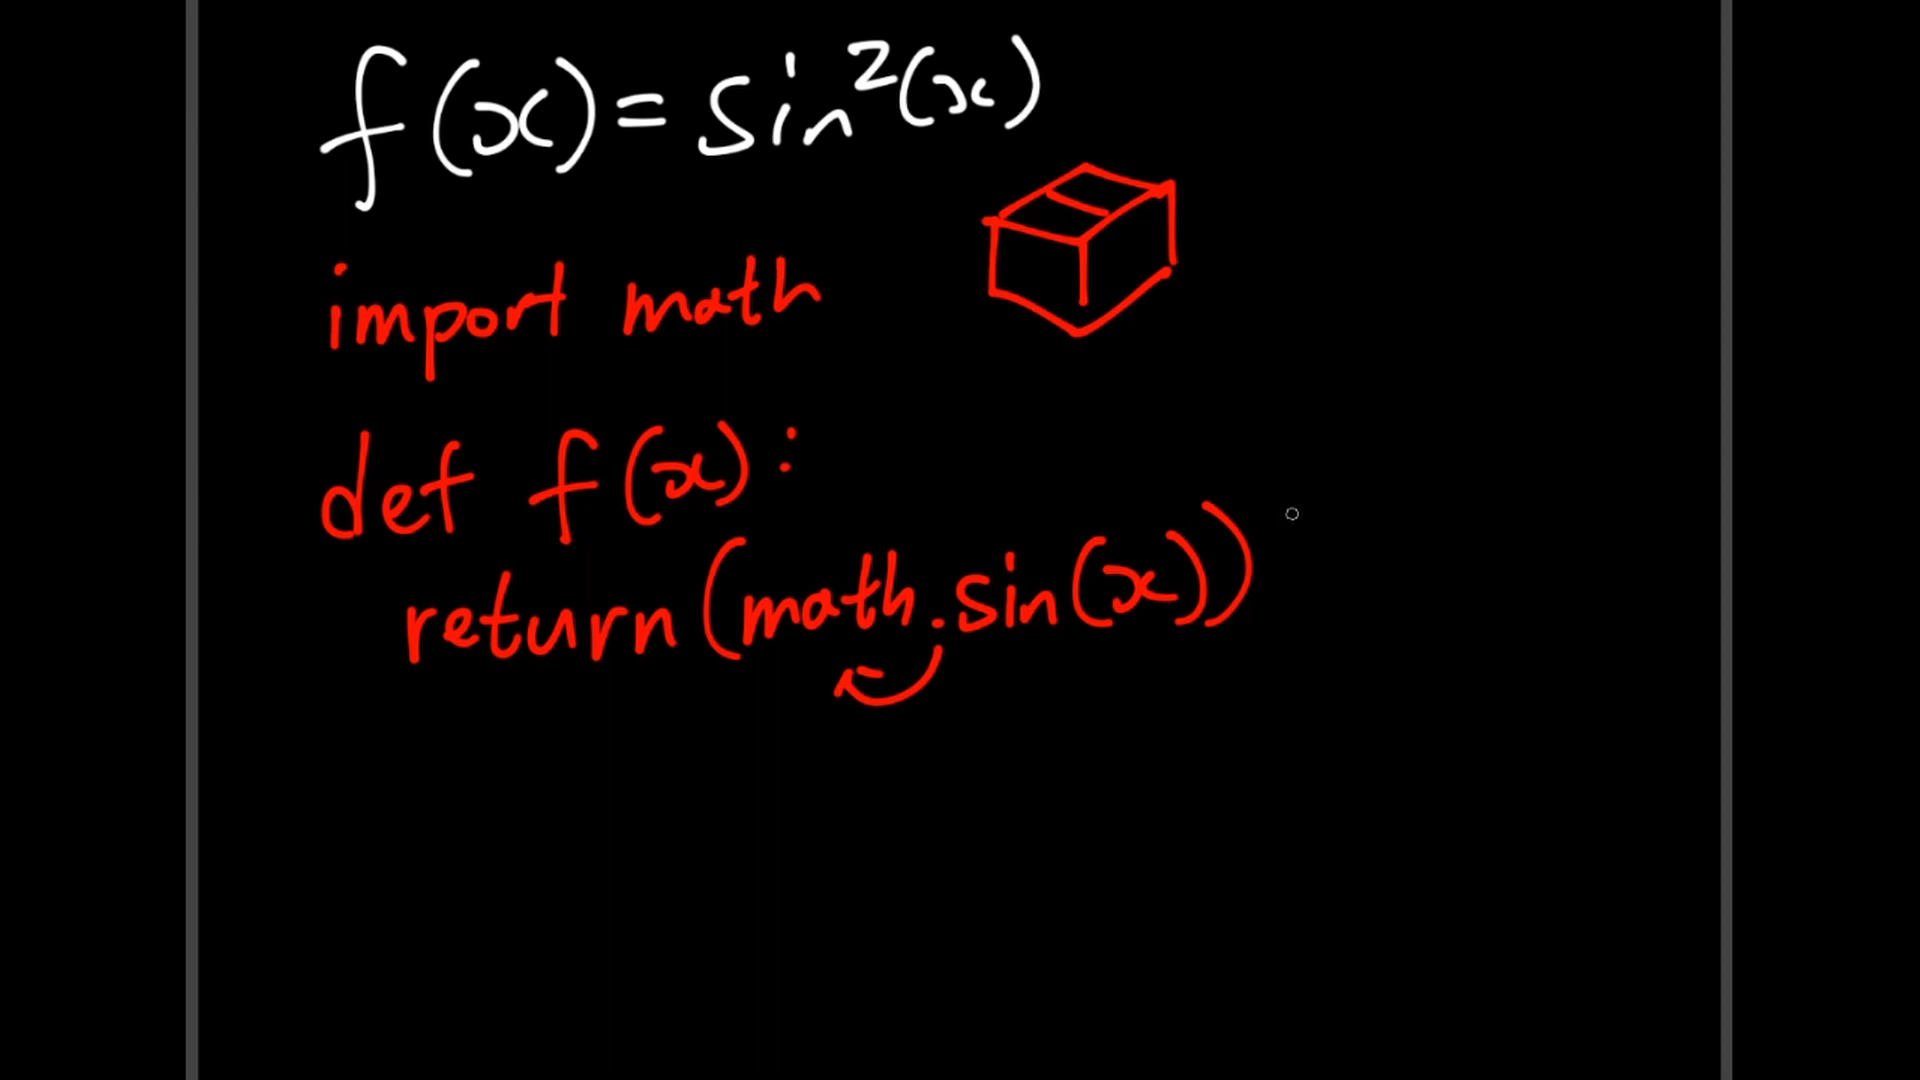 f(x)=sin²(x)
import math
def f(x):
return(math.sin(x))